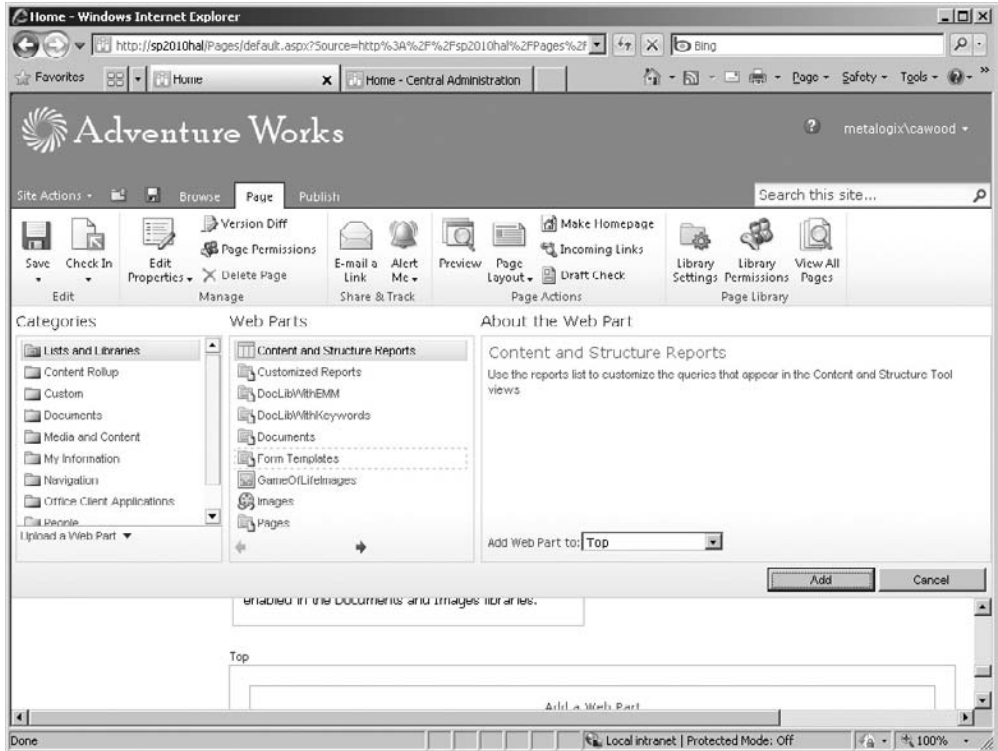 Home - Windows Internet Explorer
http://sp2010hal/Pages/default.aspx?Source=http%3A%2F%2Fsp2010hal%2FPages%2f
Bing
Favorites Home Home - Central Administration Page Safety Tools
Adventure Works
metalogix\cawood
Site Actions Browse Page Publish Search this site...
Save Check In Edit Properties Version Diff Page Permissions Delete Page E-mail a Link Alert Me Preview Page Layout Make Homepage Incoming Links Draft Check Library Settings Library Permissions View All Pages
Edit Manage Share & Track Page Actions Page Library
Categories Web Parts About the Web Part
Lists and Libraries
Content Rollup
Custom
Documents
Media and Content
My Information
Navigation
Office Client Applications
People
Upload a Web Part
Content and Structure Reports
Customized Reports
DocLibWithEMM
DocLibWithKeywords
Documents
Form Templates
GameOfLifeImages
Images
Pages
Content and Structure Reports
Use the reports list to customize the queries that appear in the Content and Structure Tool
views
Add Web Part to: Top
Add Cancel
enabled in the Documents and Images libraries.
Top
Add a Web Part
Done Local intranet | Protected Mode: Off 100%